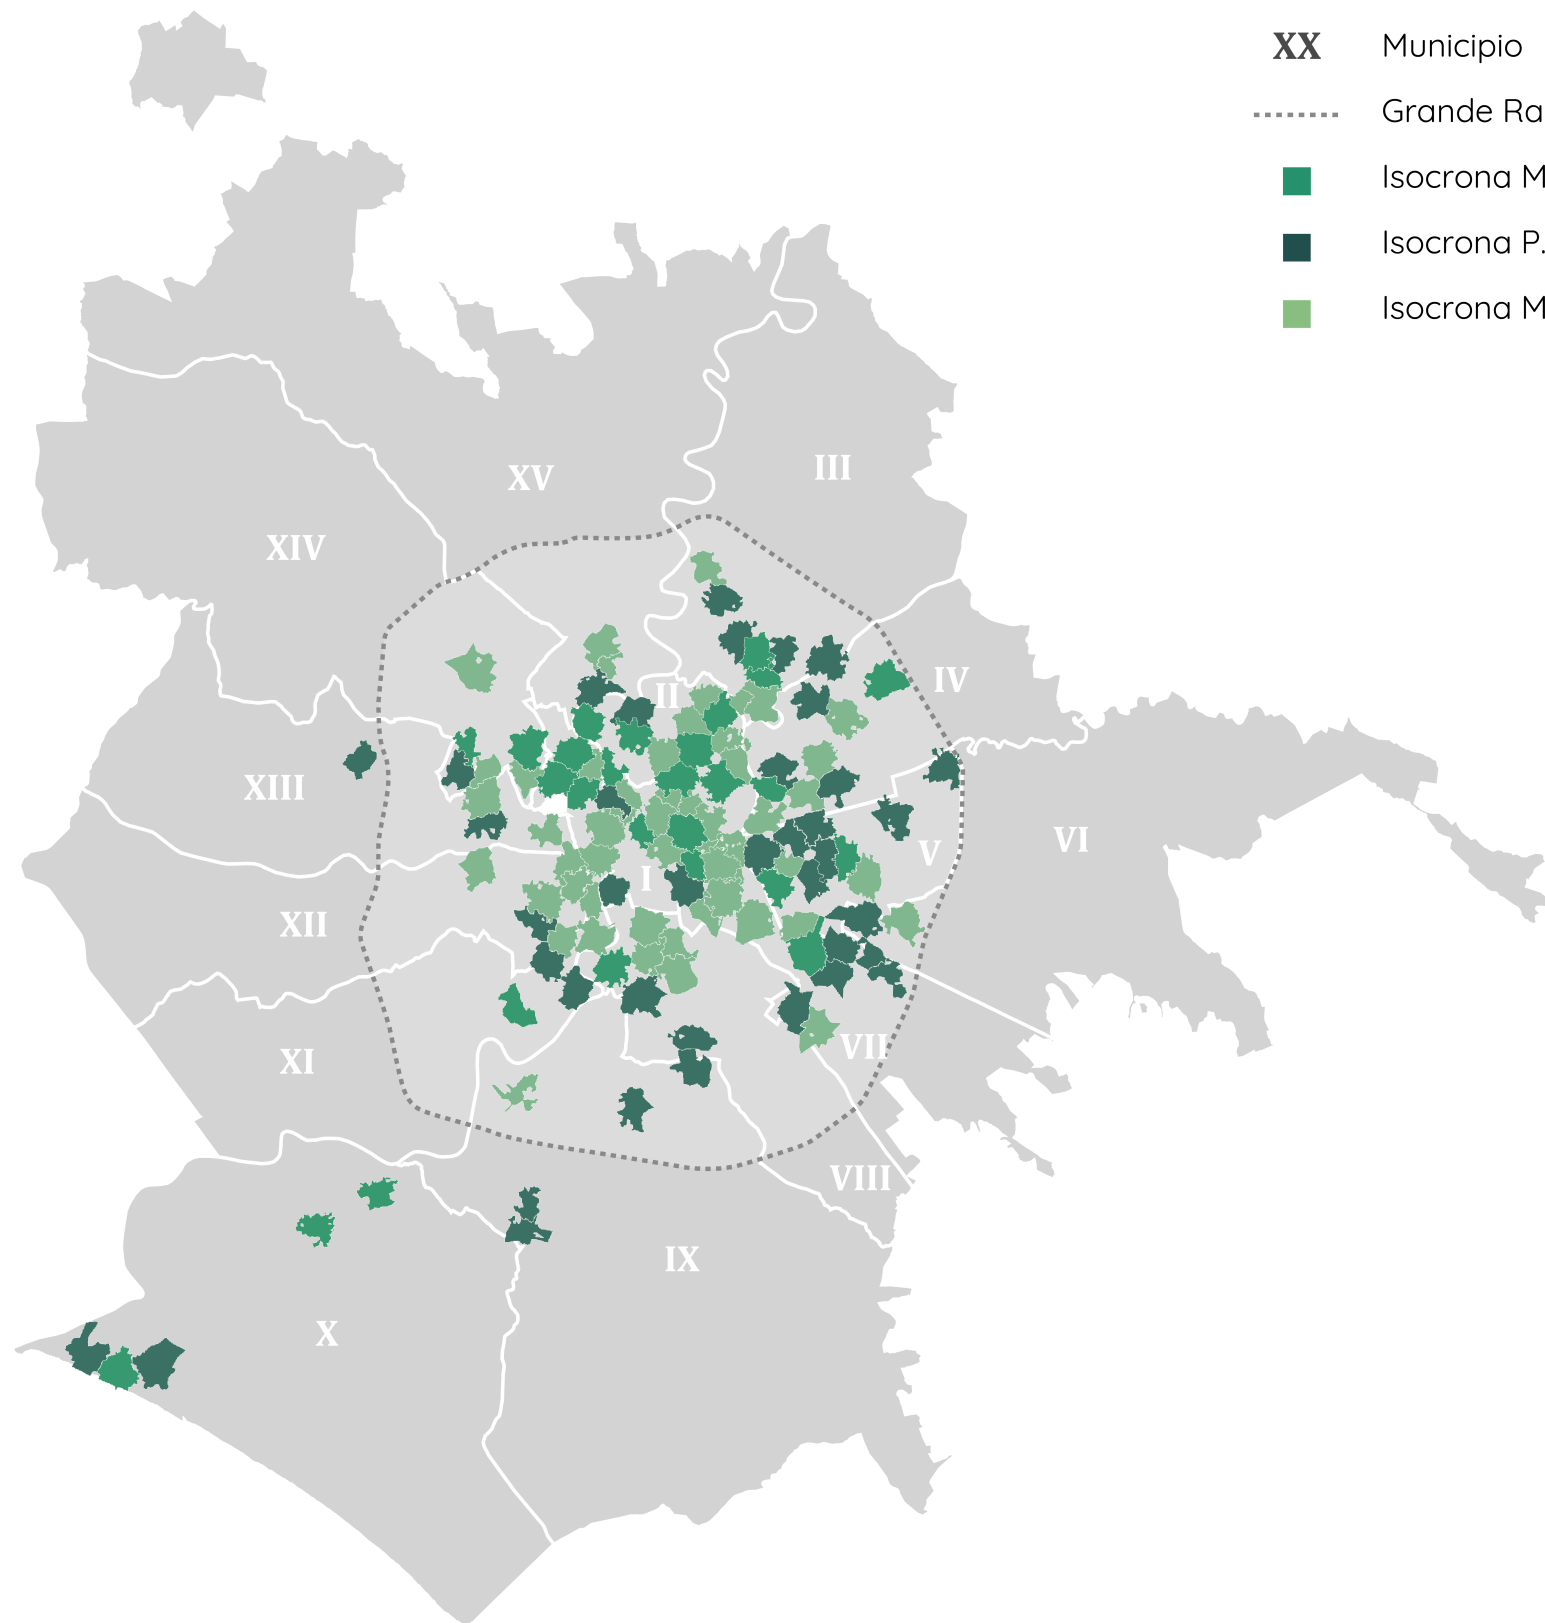 XX Municipio
Grande Ra
Isocrona M
Isocrona P.
Isocrona M
XV
III
XIV
II
IV
XIII
VI
V
I
XII
VII
XI
VIII
IX
X